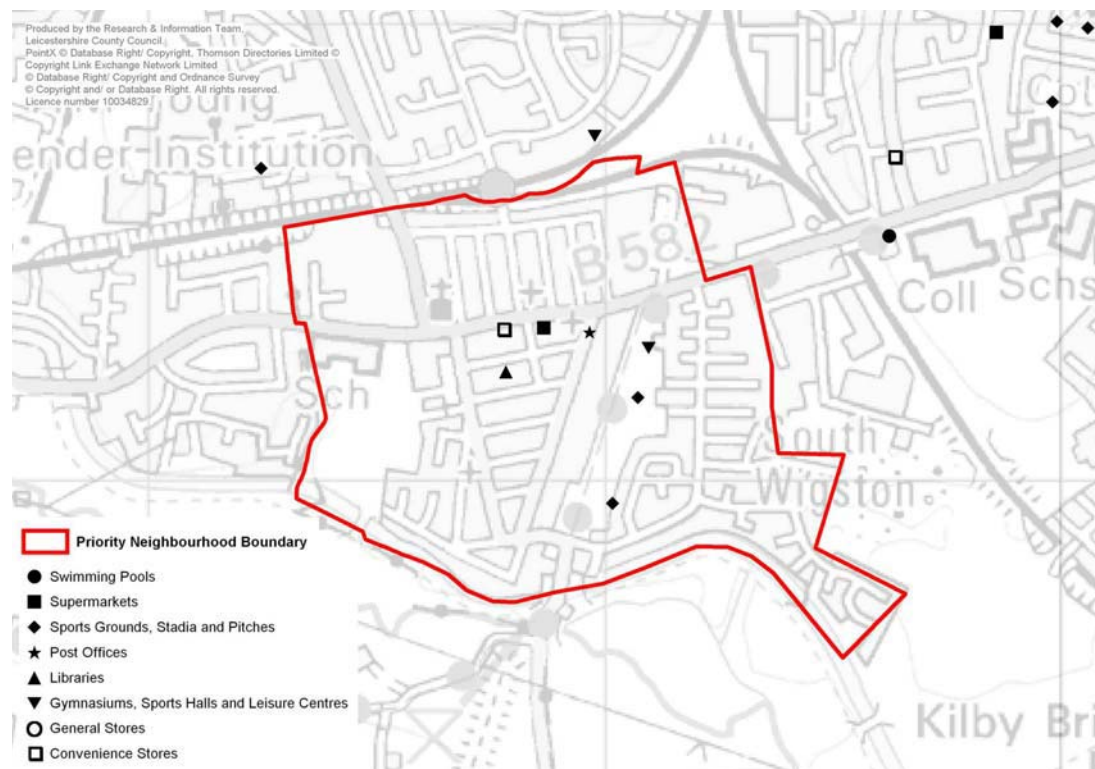 Produced by the Research & Information Team,
Leicestershire County Council
PointX © Database Right/ Copyright, Thomson Directories Limited ©
Copyright Link Exchange Network Limited
© Database Right/ Copyright and Ordnance Survey
© Copyright and/ or Database Right. All rights reserved.
Licence number 10034829
ender Institution
B 582
Coll Schs
Sch
South
Wigston
Kilby Bri
Priority Neighbourhood Boundary
Swimming Pools
Supermarkets
Sports Grounds, Stadia and Pitches
Post Offices
Libraries
Gymnasiums, Sports Halls and Leisure Centres
General Stores
Convenience Stores